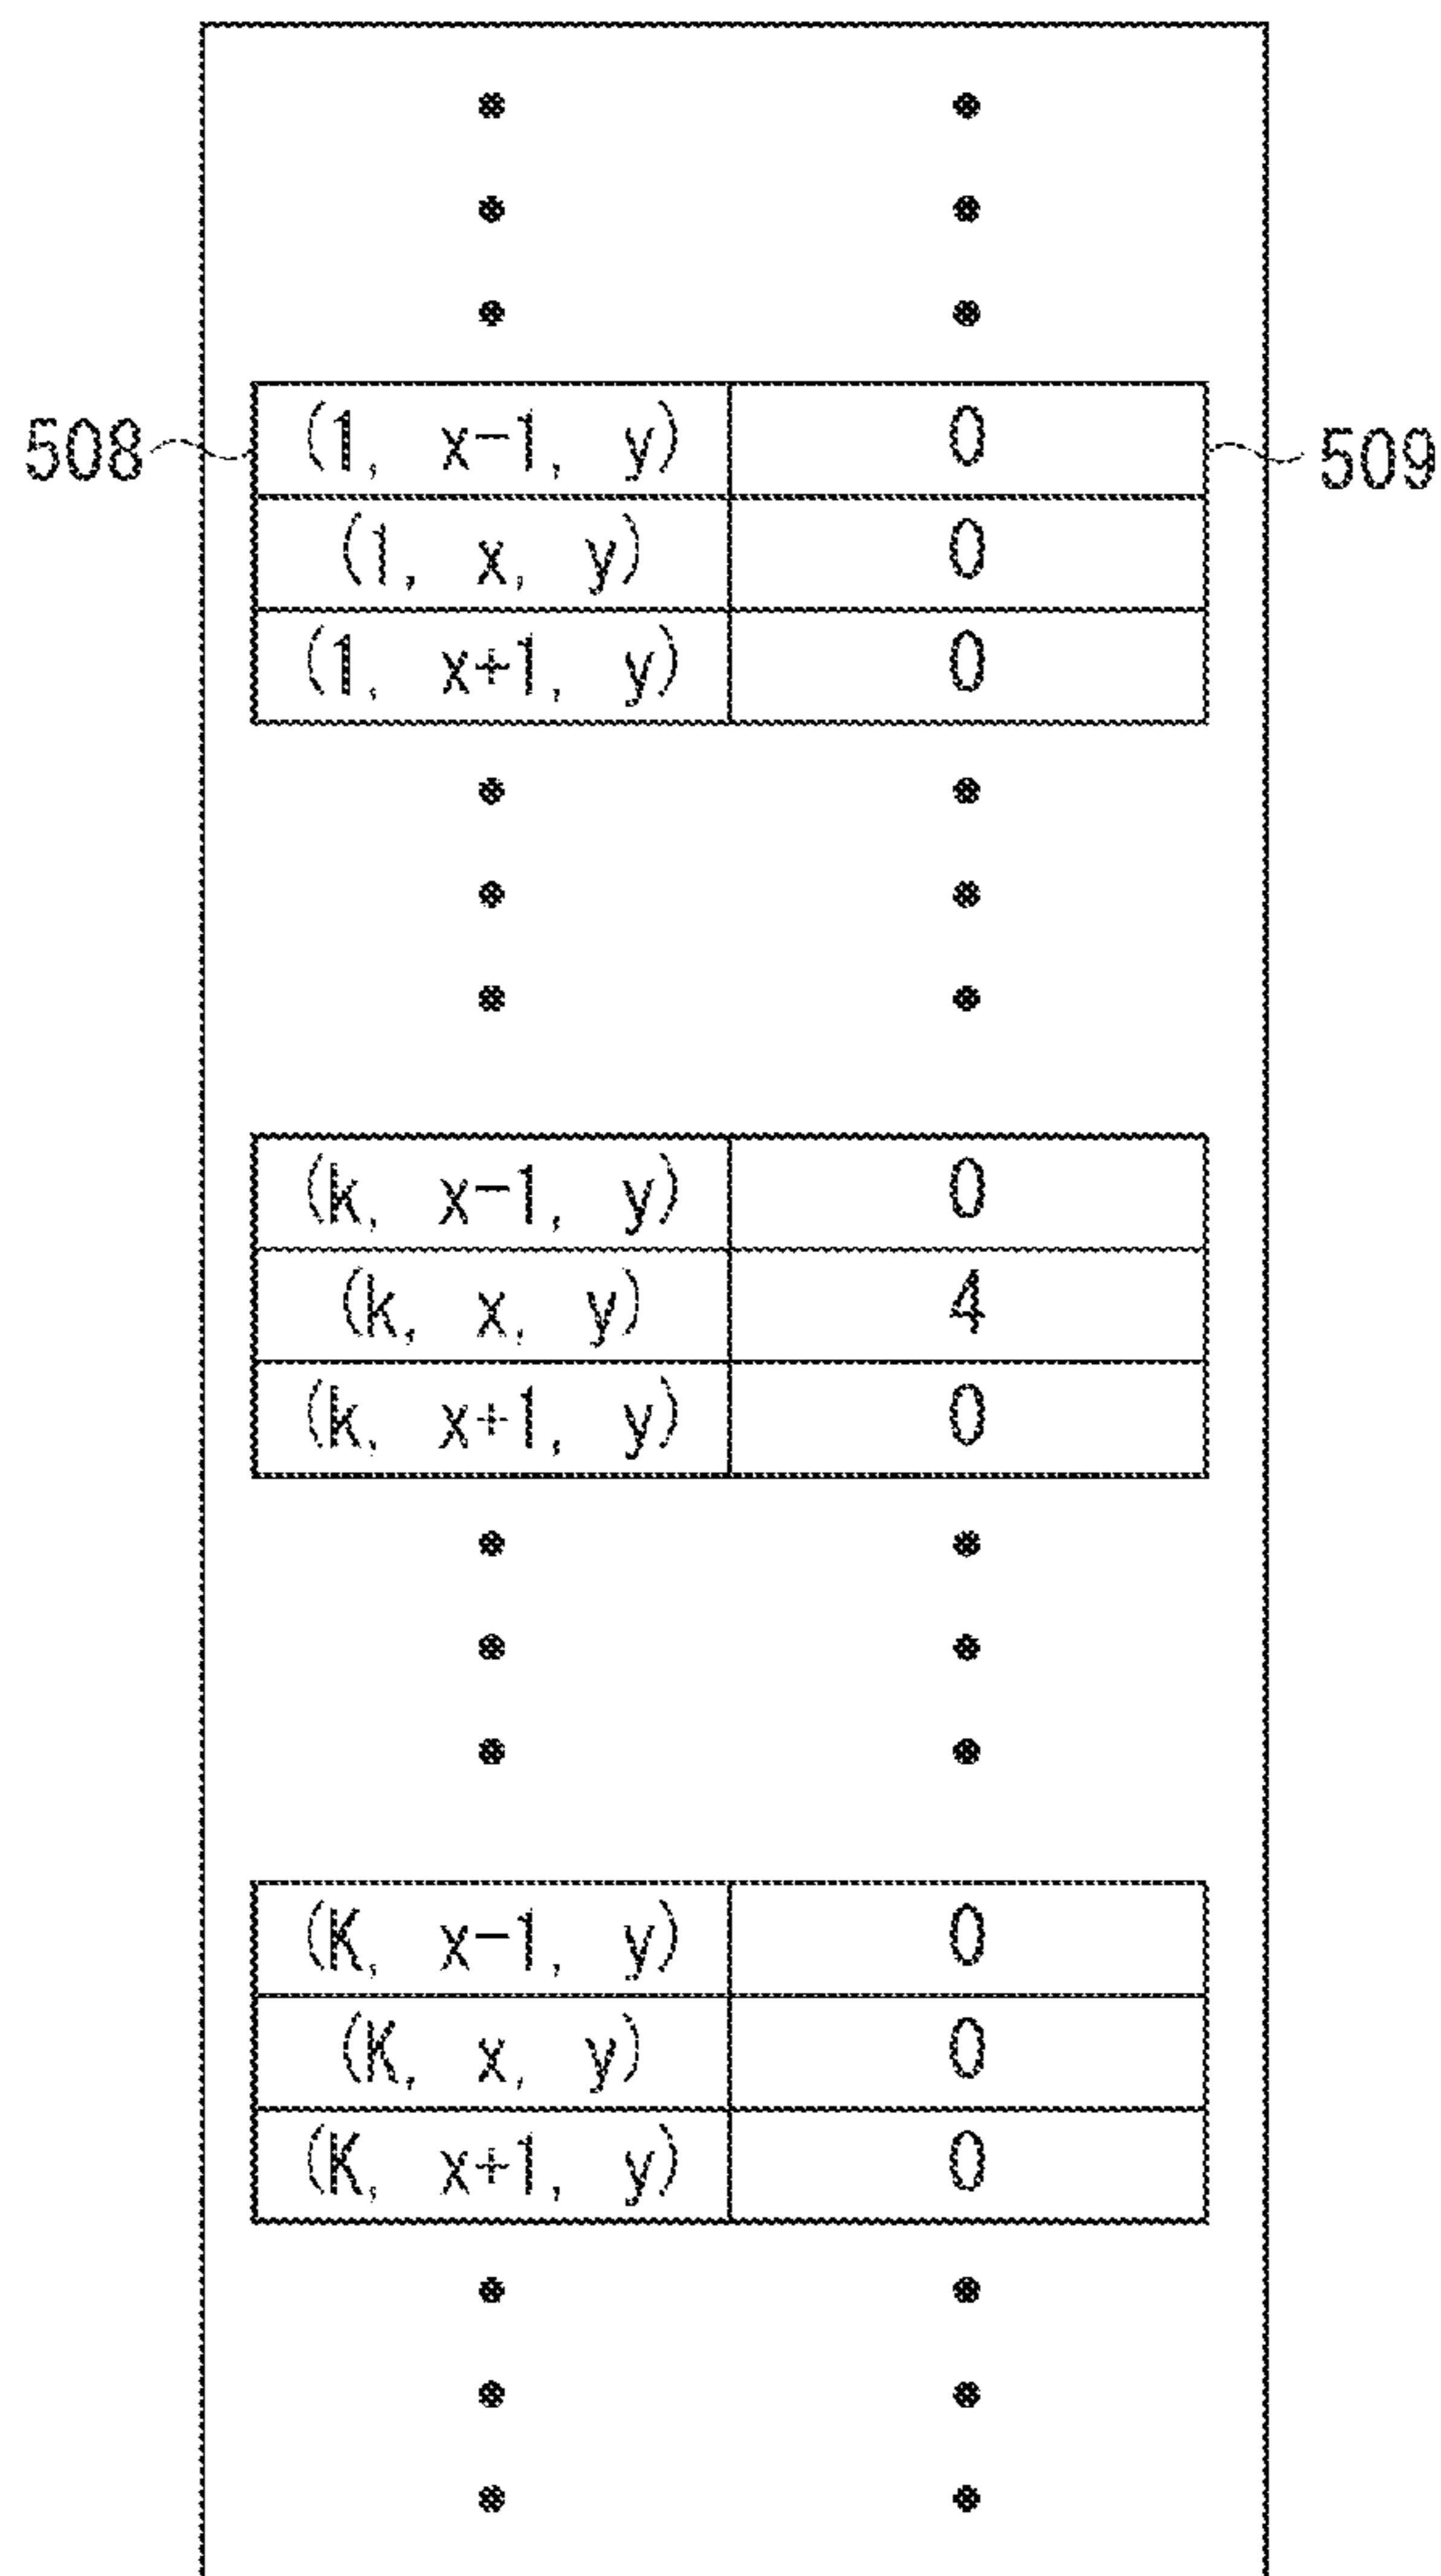 508 (1, x-1, y) 0 509
(1, x, y) 0
(1, x+1, y) 0
(k, x-1, y) 0
(k, x, y) 4
(k, x+1, y) 0
(K, x-1, y) 0
(K, x, y) 0
(K, x+1, y) 0